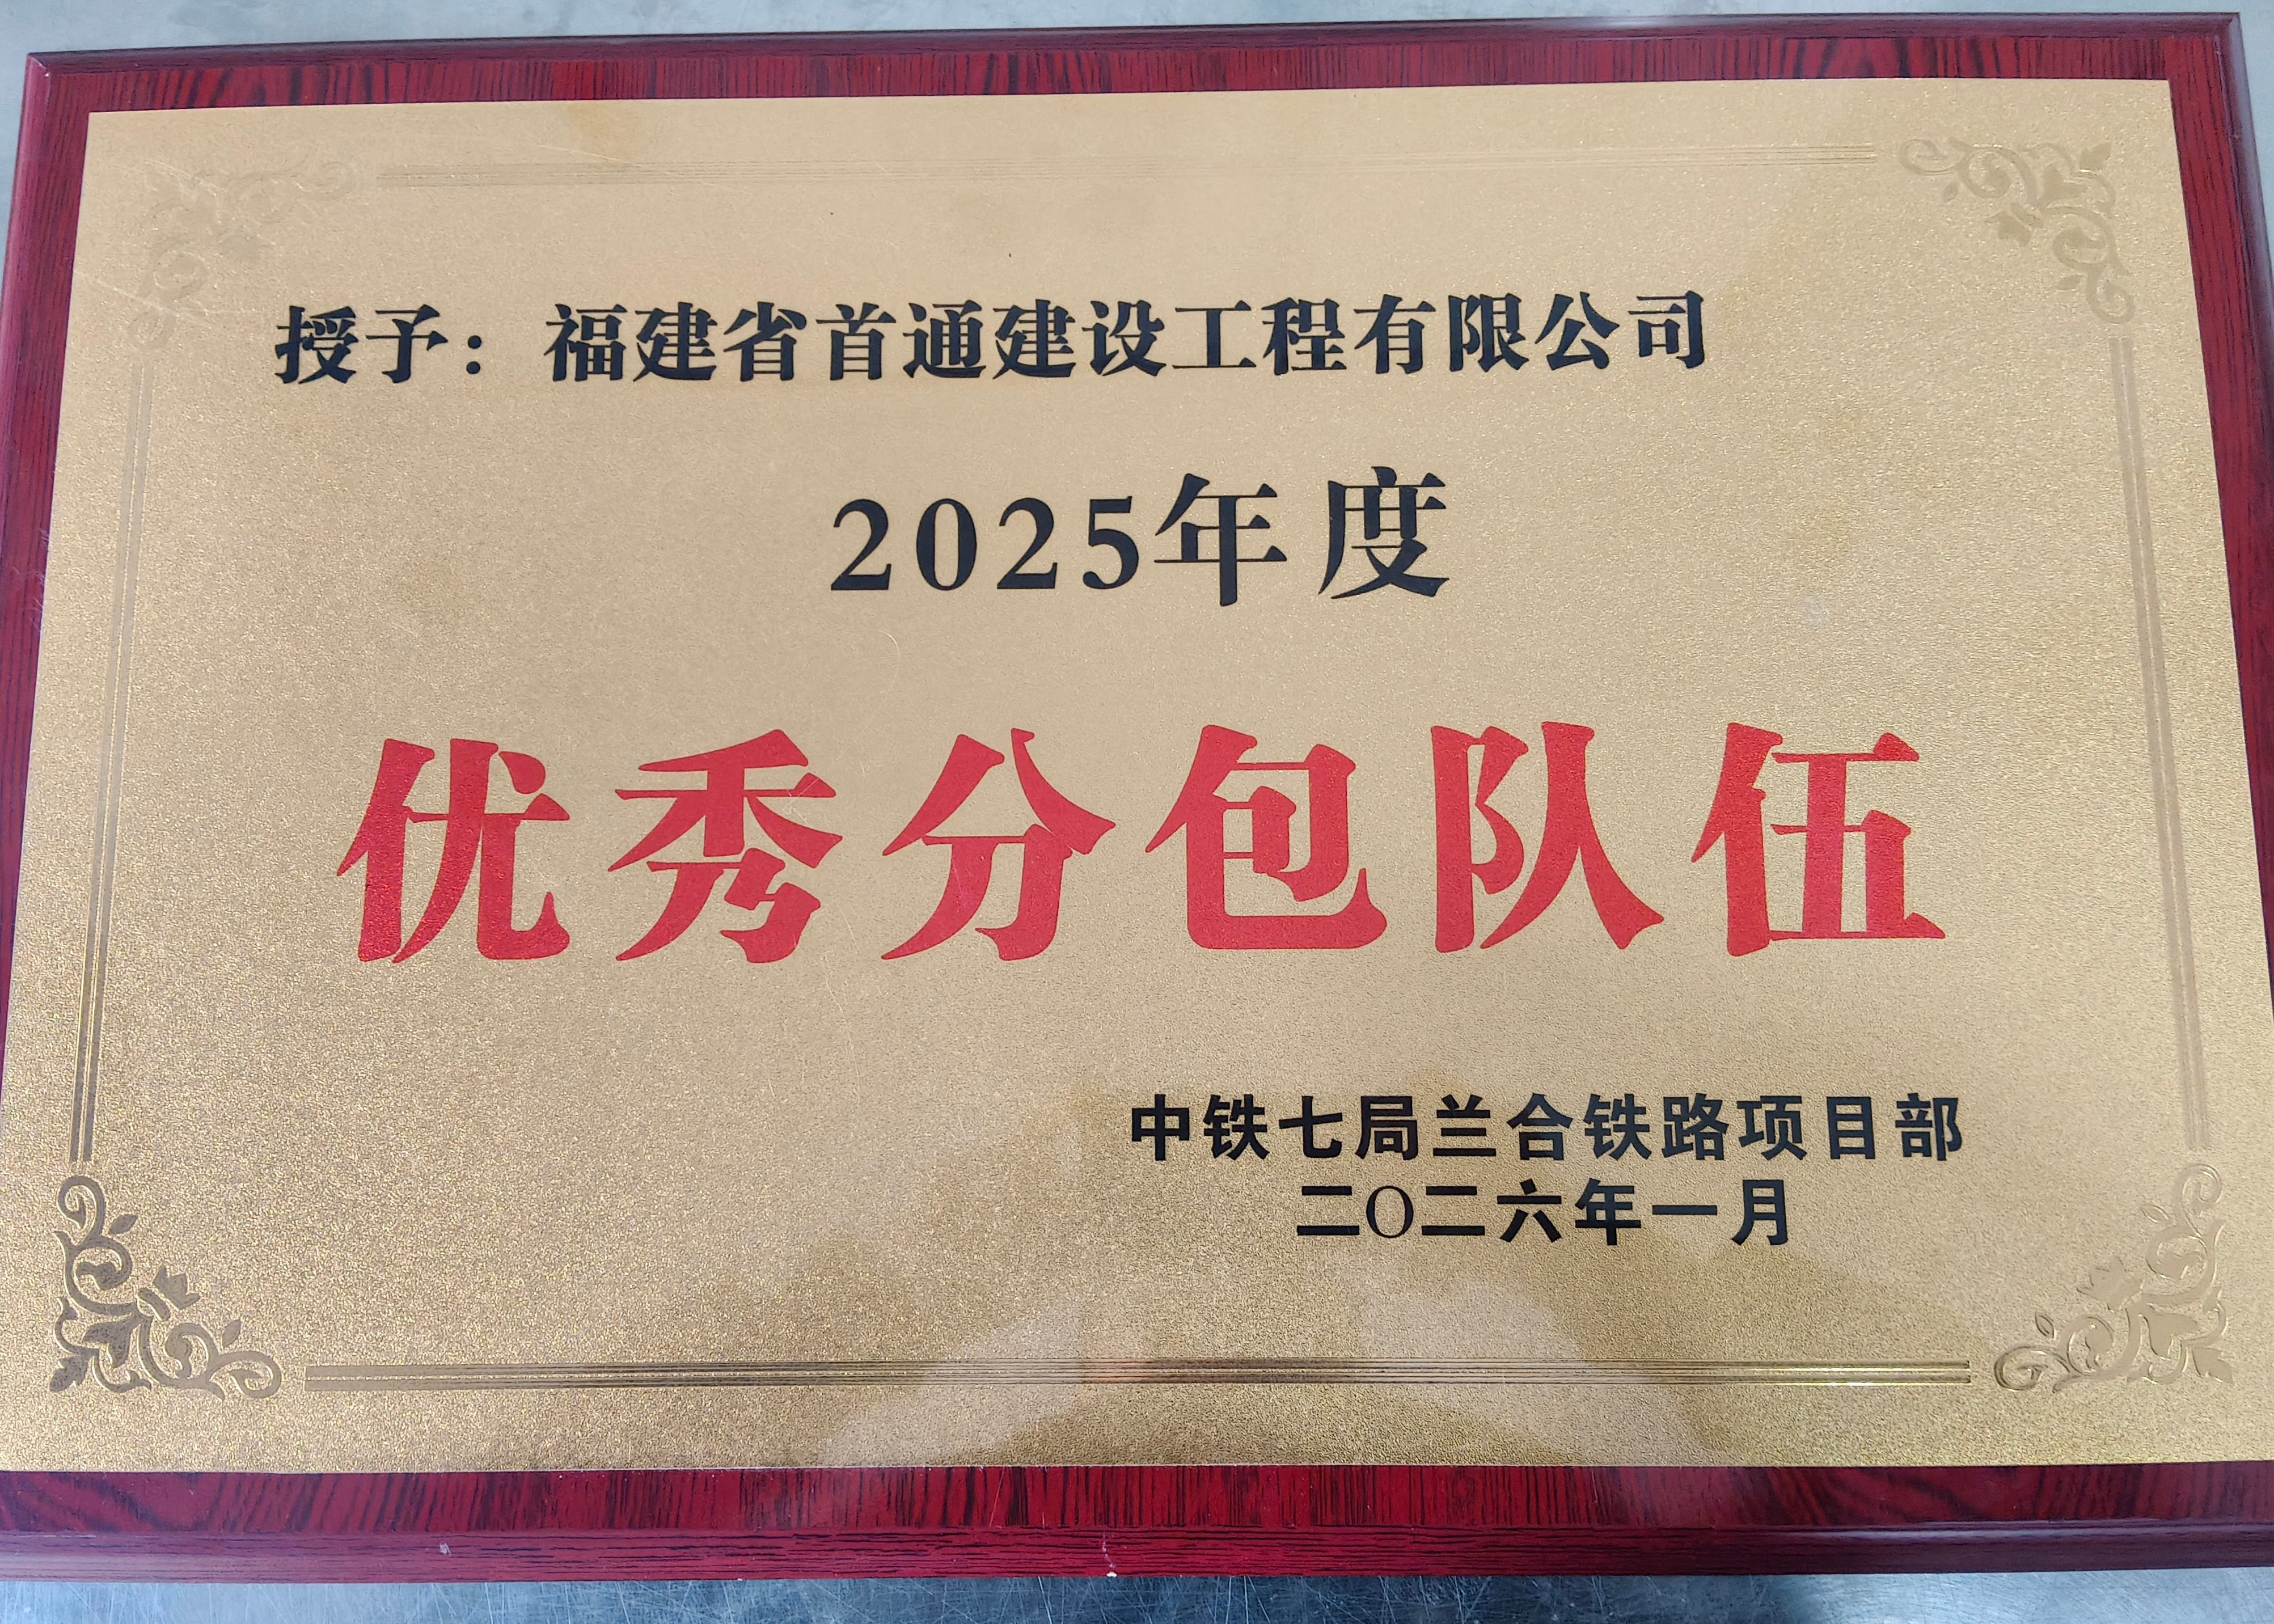 授予：福建省首通建设工程有限公司
2025年度
优秀分包队伍
中铁七局兰合铁路项目部
二O二六年一月